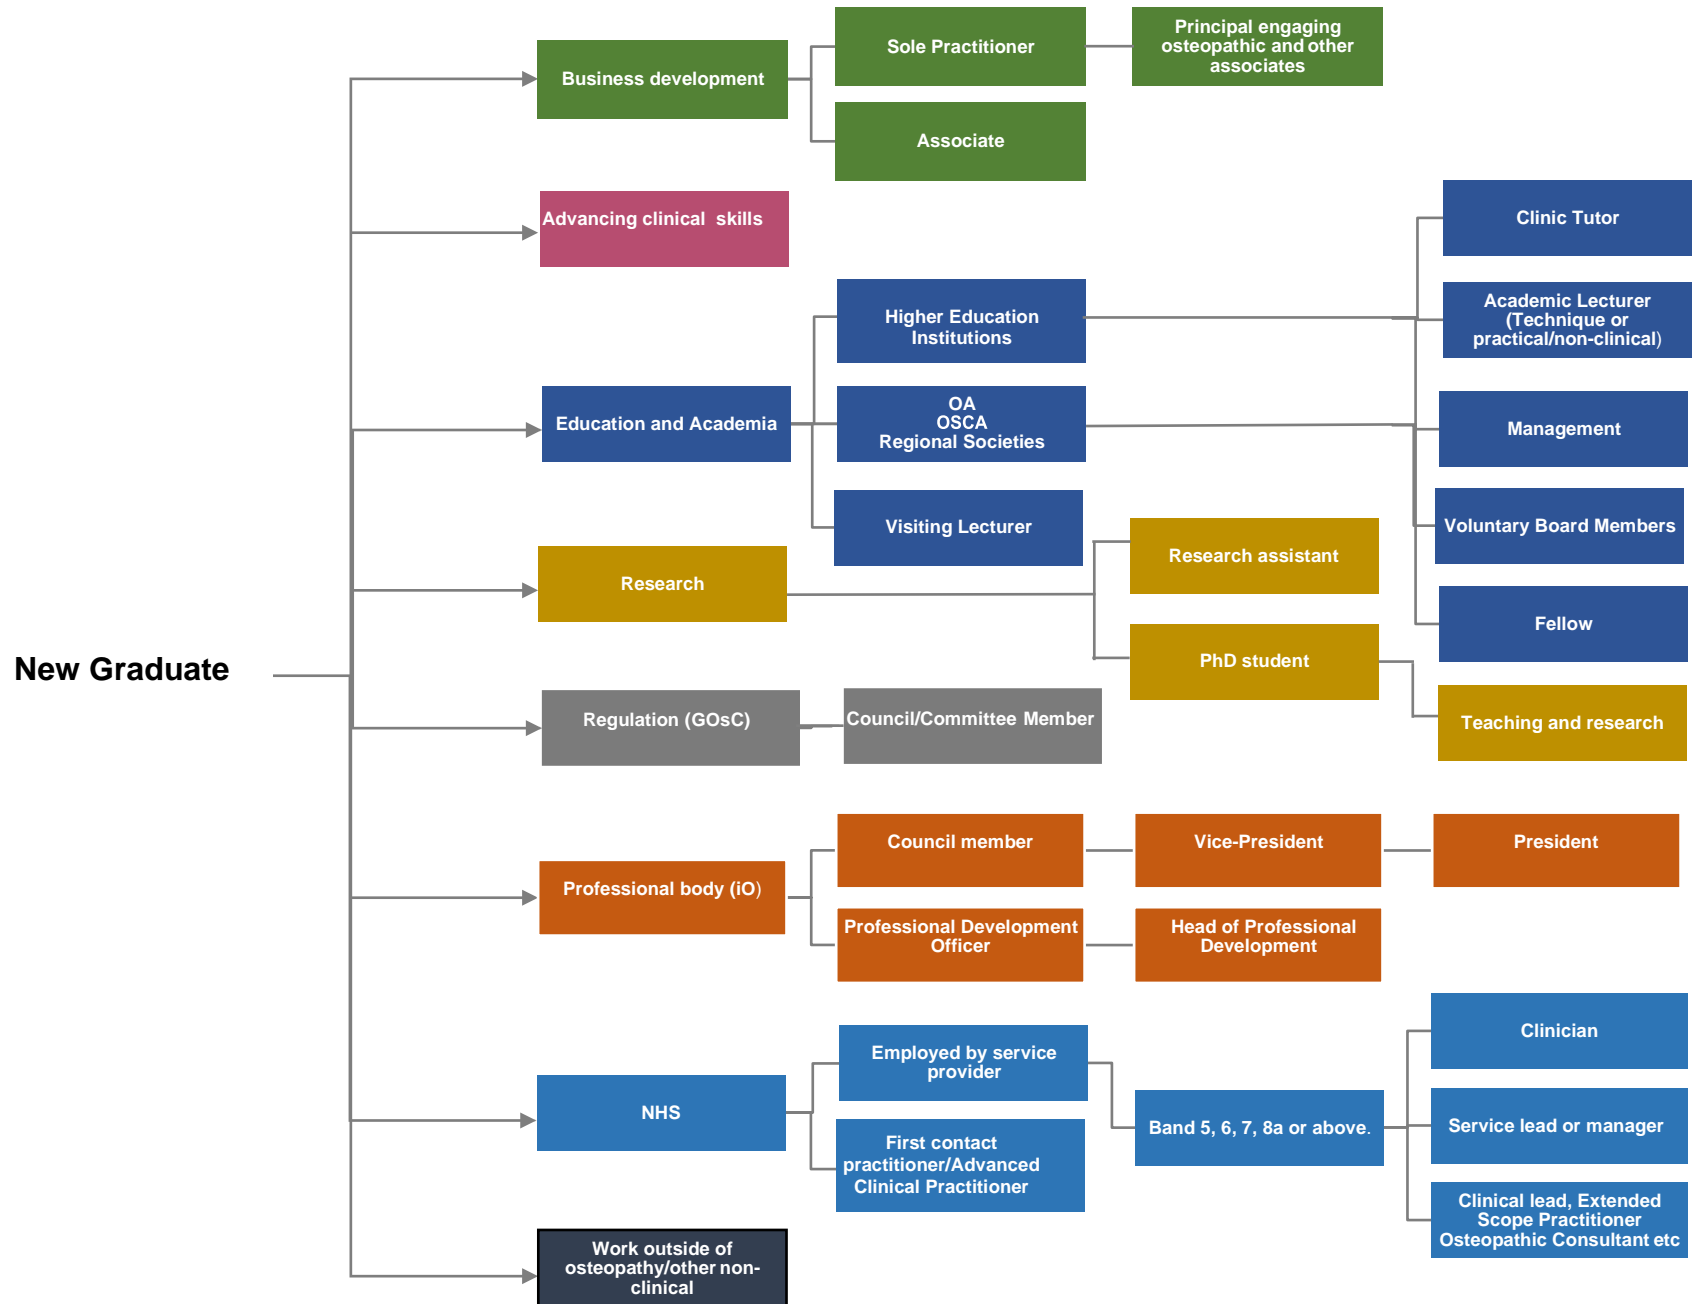 New Graduate
Business development
Sole Practitioner
Principal engaging
osteopathic and other
associates
Associate
Advancing clinical  skills
Education and Academia
Higher Education
Institutions
OA
OSCA
Regional Societies
Visiting Lecturer
Clinic Tutor
Academic Lecturer
(Technique or
practical/non-clinical)
Management
Voluntary Board Members
Fellow
Research
Research assistant
PhD student
Teaching and research
Regulation (GOsC)
Council/Committee Member
Professional body (iO)
Council member
Vice-President
President
Professional Development
Officer
Head of Professional
Development
NHS
Employed by service
provider
First contact
practitioner/Advanced
Clinical Practitioner
Band 5, 6, 7, 8a or above.
Clinician
Service lead or manager
Clinical lead, Extended
Scope Practitioner
Osteopathic Consultant etc
Work outside of
osteopathy/other non-
clinical